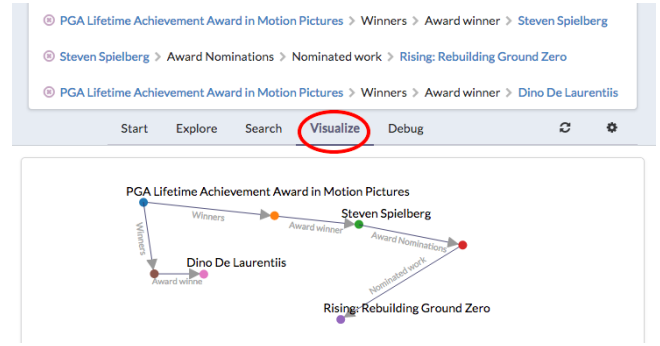 PGA Lifetime Achievement Award in Motion Pictures > Winners > Award winner > Steven Spielberg
Steven Spielberg > Award Nominations > Nominated work > Rising: Rebuilding Ground Zero
PGA Lifetime Achievement Award in Motion Pictures > Winners > Award winner > Dino De Laurentiis
Start Explore Search Visualize Debug
PGA Lifetime Achievement Award in Motion Pictures
Winners
Steven Spielberg
Award winner
Award Nominations
Winners
Dino De Laurentiis
Award winne
Nominated work
Rising: Rebuilding Ground Zero